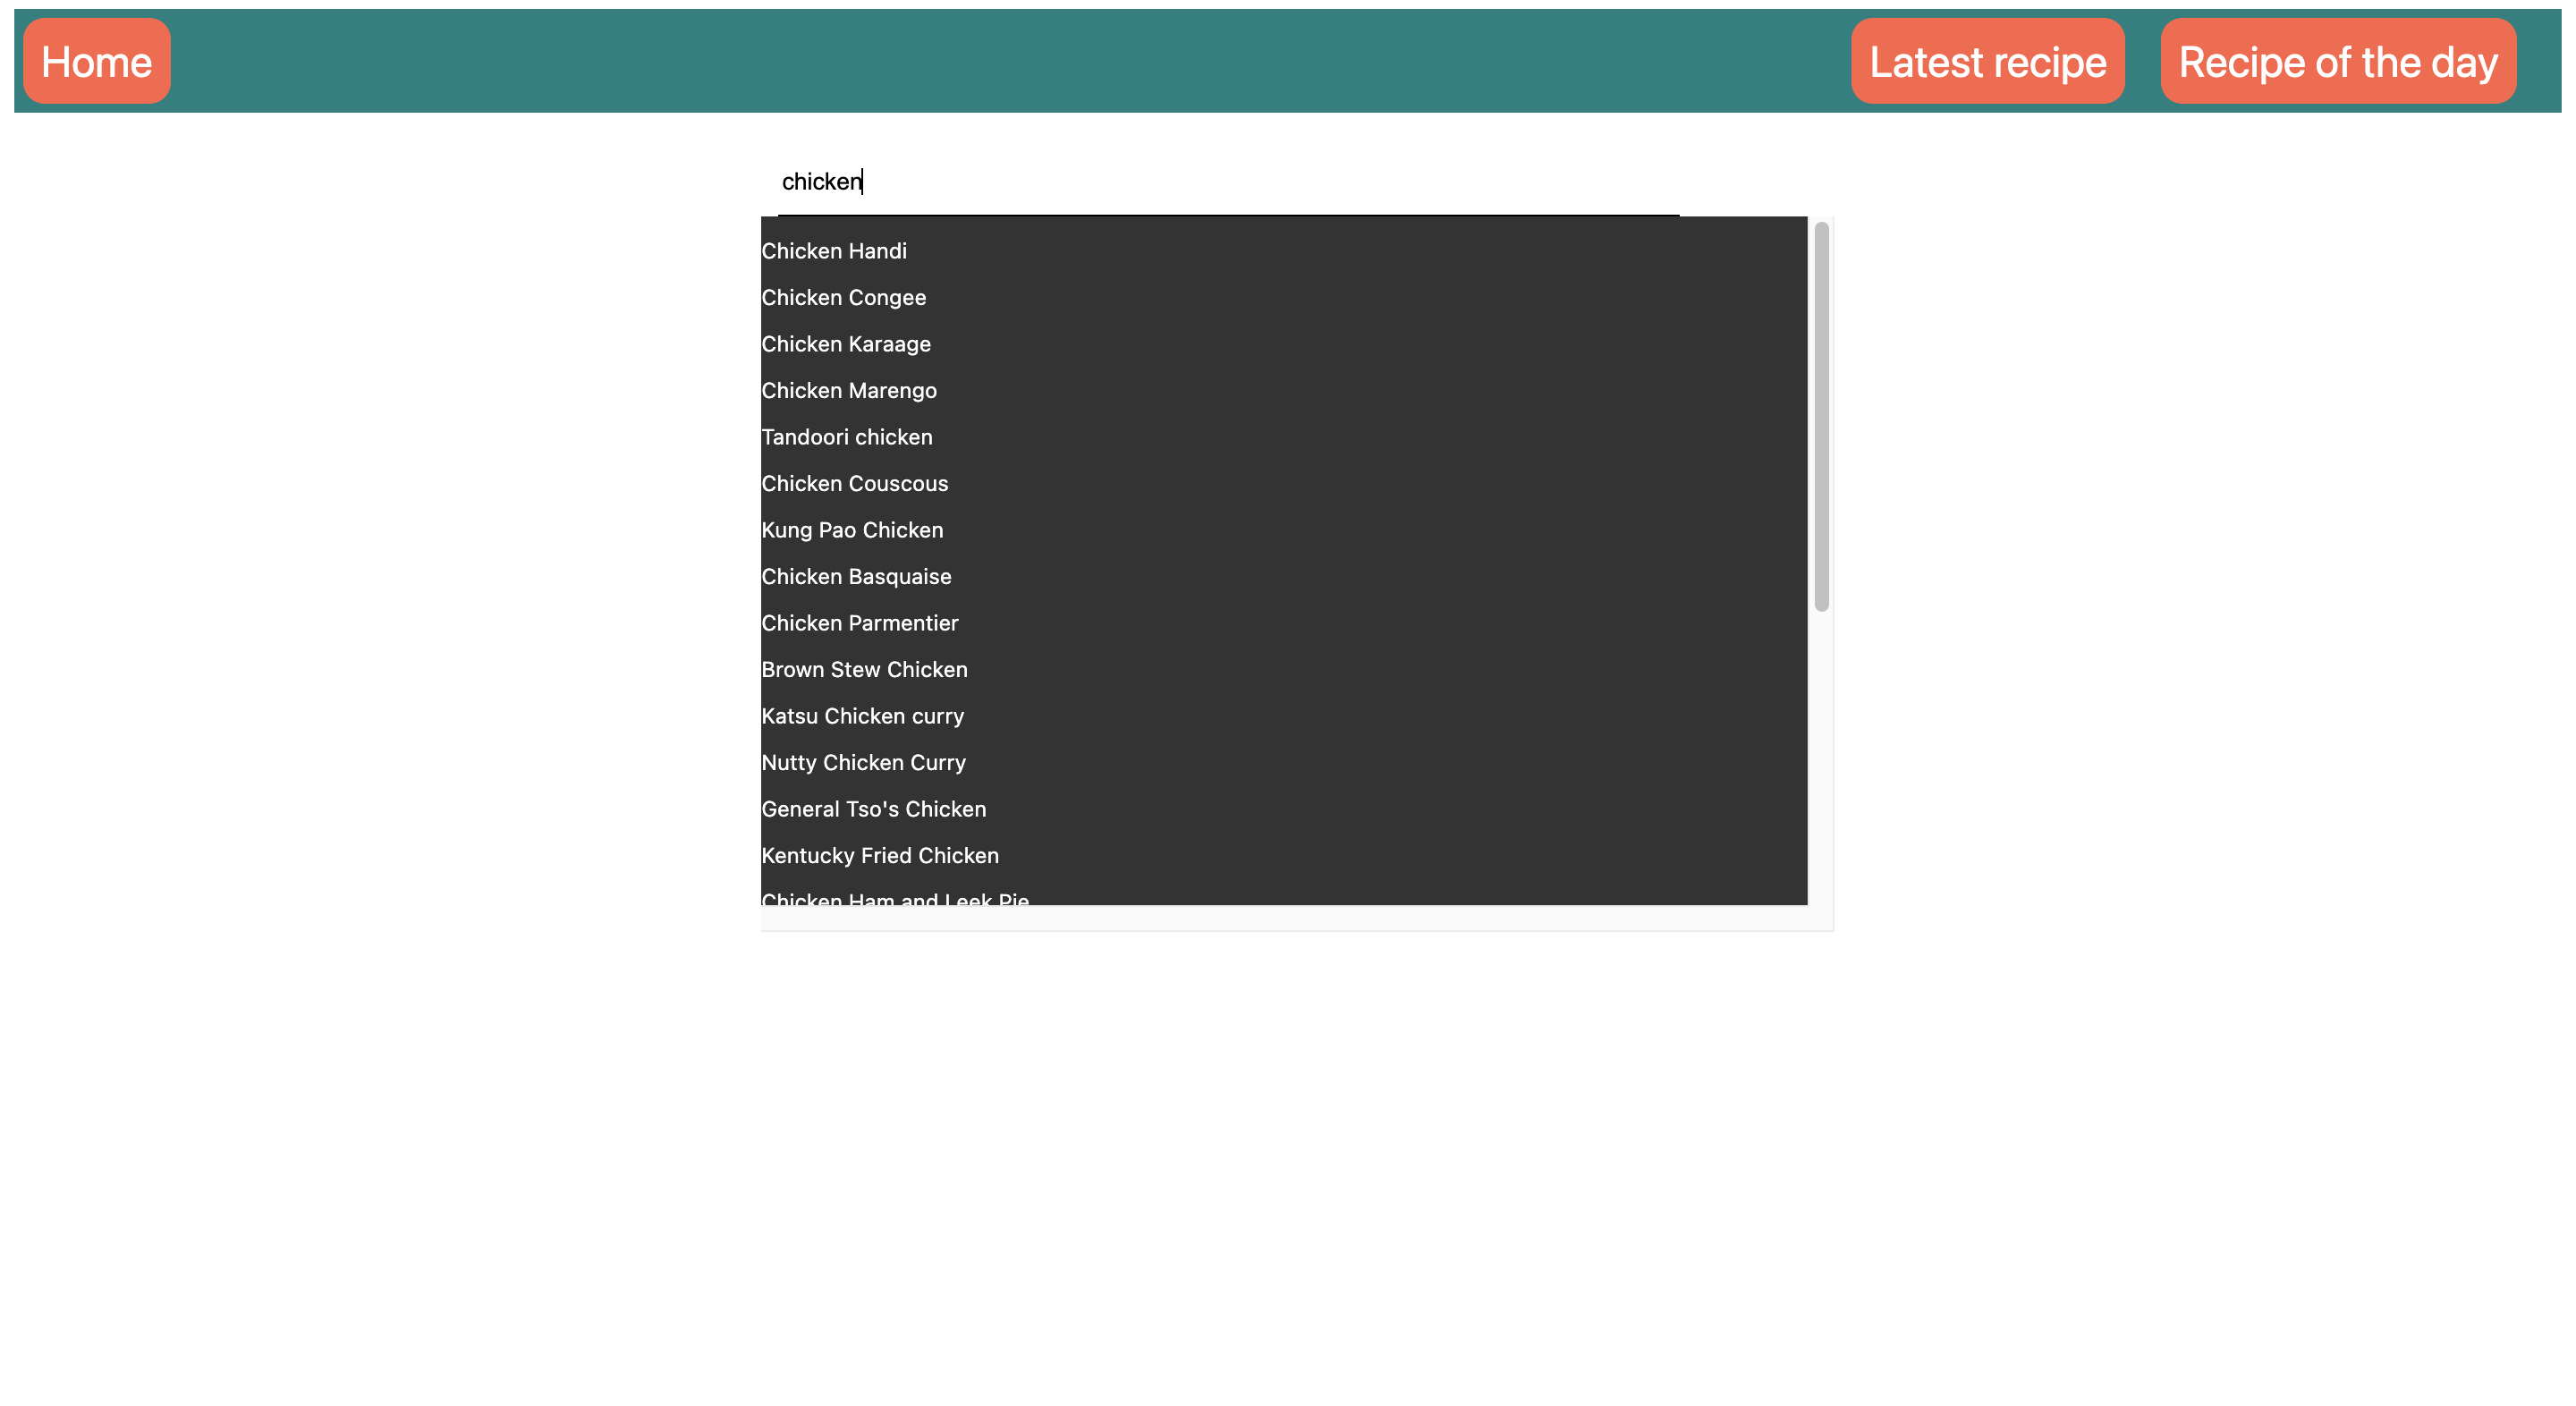 Home
Latest recipe
Recipe of the day
chicken
Chicken Handi
Chicken Congee
Chicken Karaage
Chicken Marengo
Tandoori chicken
Chicken Couscous
Kung Pao Chicken
Chicken Basquaise
Chicken Parmentier
Brown Stew Chicken
Katsu Chicken curry
Nutty Chicken Curry
General Tso's Chicken
Kentucky Fried Chicken
Chicken Ham and Leek Pie